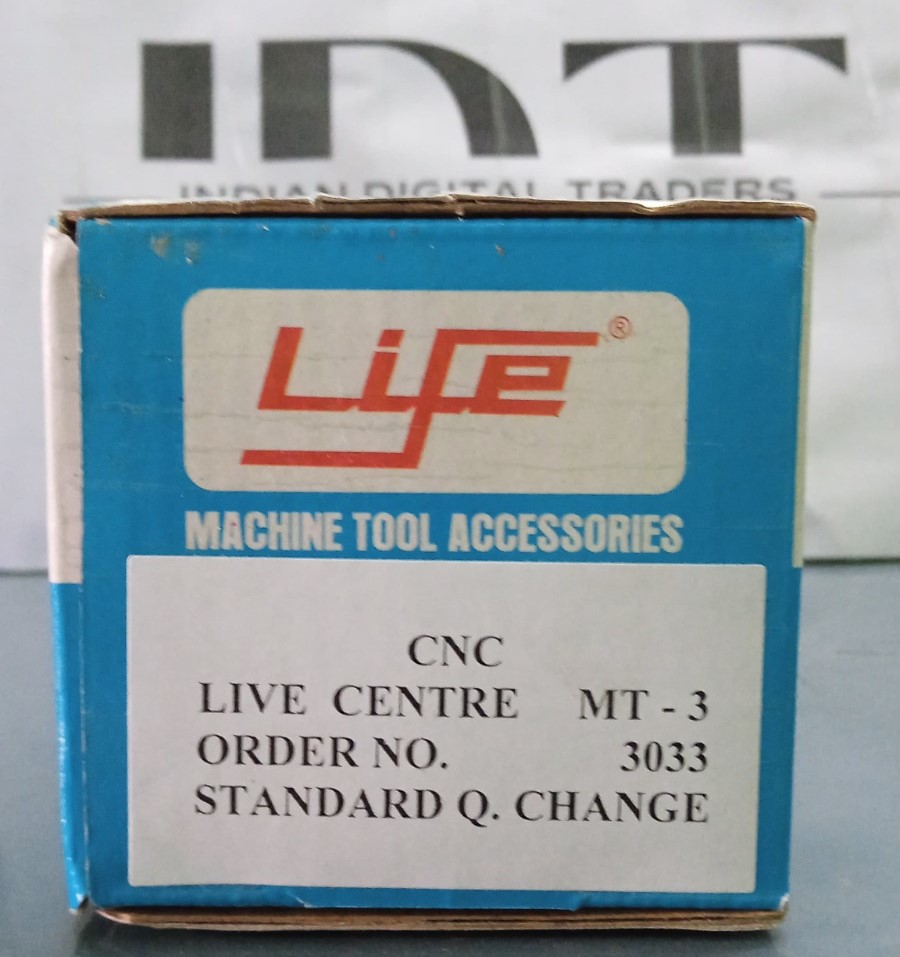 IDT
INDIAN DIGITAL TRADERS
Life®
MACHINE TOOL ACCESSORIES
CNC
LIVE CENTRE MT - 3
ORDER NO. 3033
STANDARD Q. CHANGE